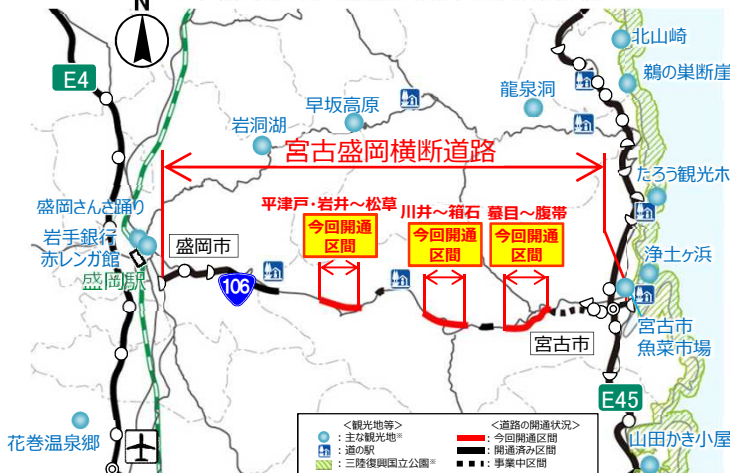 N
E4
北山崎
鵜の巣断崖
龍泉洞
早坂高原
岩洞湖
宮古盛岡横断道路
たろう観光ホ
平津戸・岩井～松草
川井～箱石
蟇目～腹帯
今回開通
区間
今回開通
区間
今回開通
区間
盛岡さんさ踊り
岩手銀行
赤レンガ館
盛岡駅
盛岡市
106
浄土ヶ浜
宮古市
魚菜市場
宮古市
E45
花巻温泉郷
山田かき小屋
＜観光地等＞
：主な観光地※
：道の駅
：三陸復興国立公園※
＜道路の開通状況＞
：今回開通区間
：開通済み区間
：事業中区間